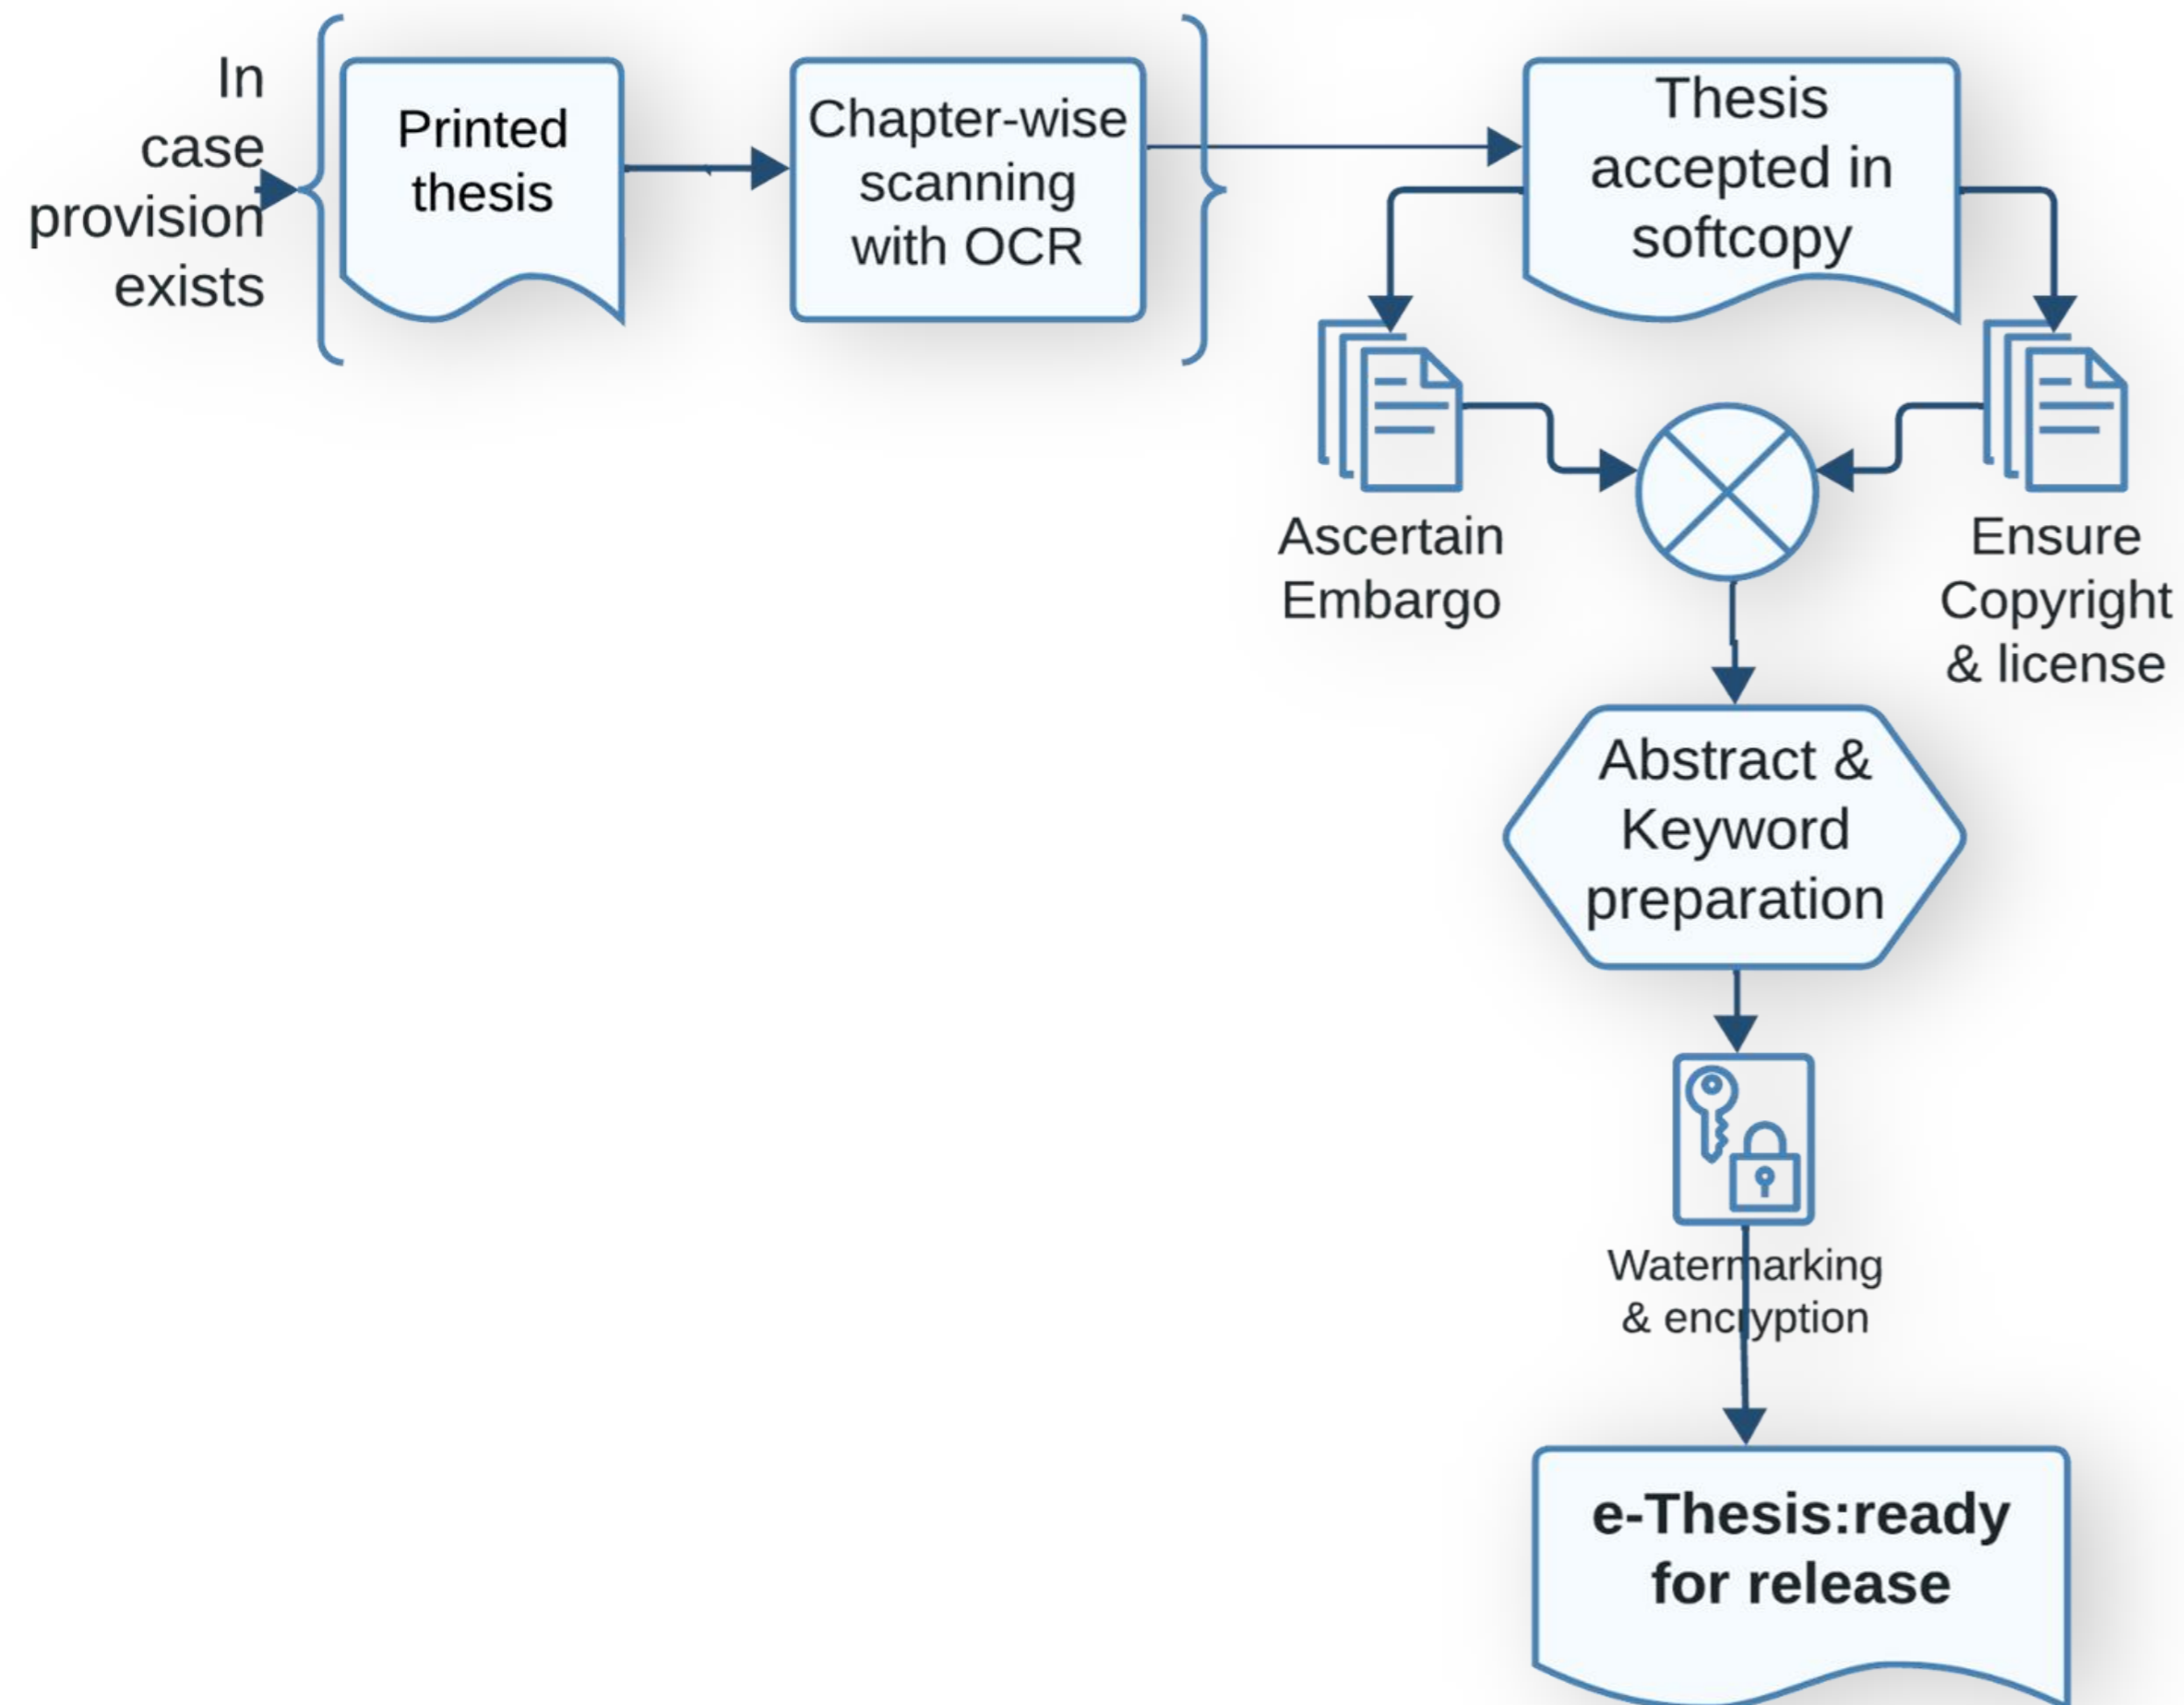 In
case
provision
exists
Printed
thesis
Chapter-wise
scanning
with OCR
Thesis
accepted in
softcopy
Ascertain
Embargo
Ensure
Copyright
& license
Abstract &
Keyword
preparation
Watermarking
& encryption
e-Thesis:ready
for release